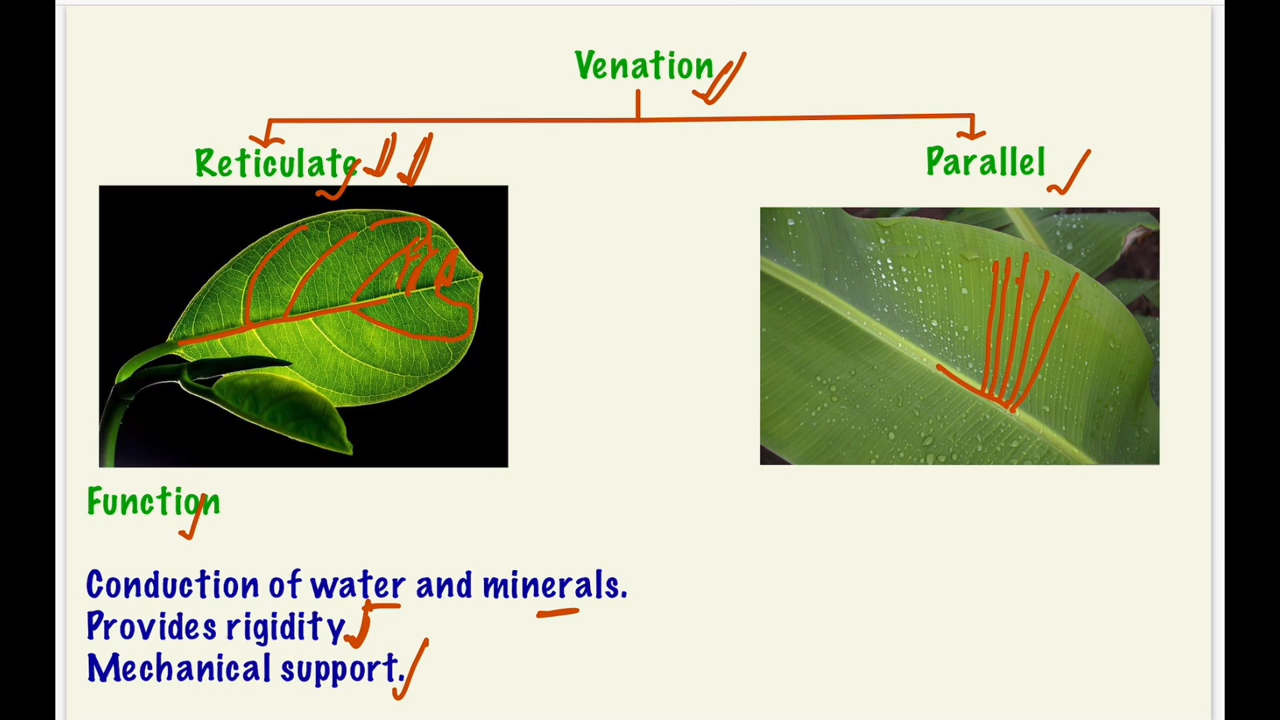 Venation
Reticulate
Parallel
Function
Conduction of water and minerals.
Provides rigidity
Mechanical support.